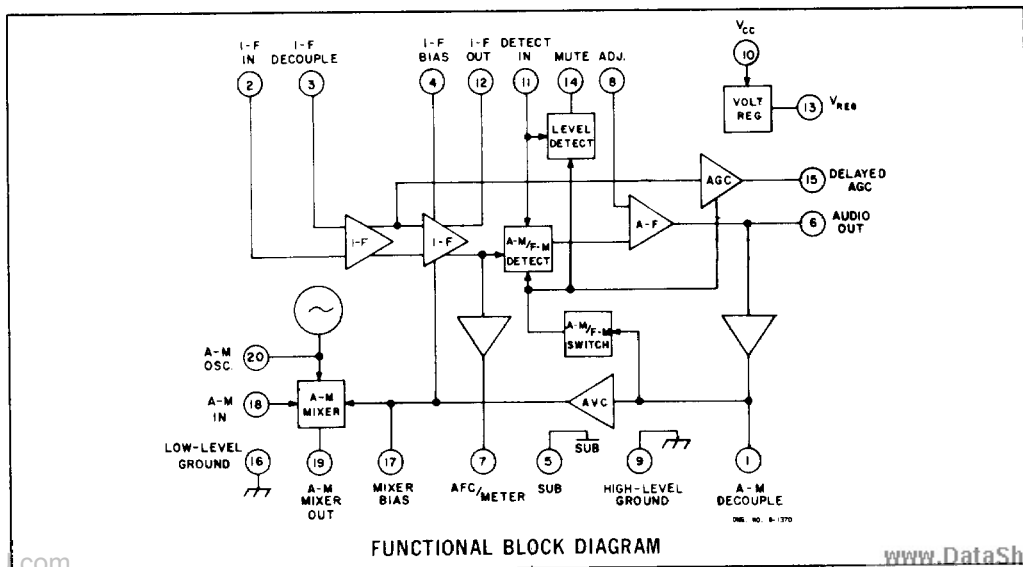 I-F
IN
2
I-F
DECOUPLE
3
I-F
BIAS
4
I-F
OUT
12
DETECT
IN
11
MUTE
14
ADJ.
8
VCC
10
VOLT
REG
13
VREG
LEVEL
DETECT
AGC
15
DELAYED
AGC
I-F
I-F
A-M/F-M
DETECT
A-F
6
AUDIO
OUT
A-M
OSC.
20
A-M/F-M
SWITCH
A-M
IN
18
A-M
MIXER
AVC
LOW-LEVEL
GROUND
16
19
A-M
MIXER
OUT
17
MIXER
BIAS
7
AFC/METER
5
SUB
SUB
9
HIGH-LEVEL
GROUND
1
A-M
DECOUPLE
DWG. NO. A-1370
FUNCTIONAL BLOCK DIAGRAM
.com
www.DataSh